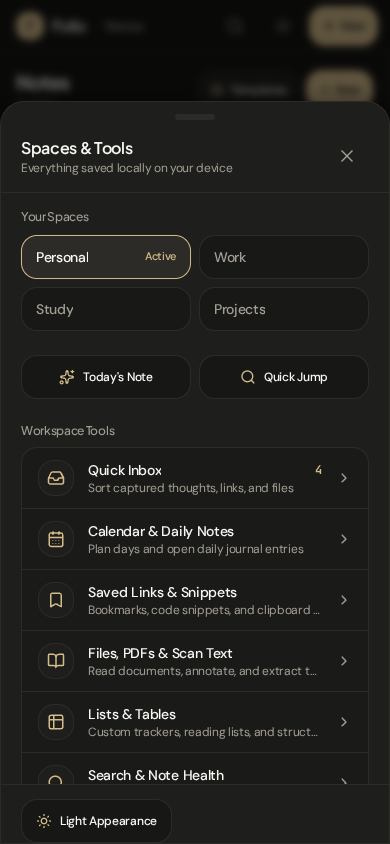 Notes
Spaces & Tools
Everything saved locally on your device
Your Spaces
Personal Active
Work
Study
Projects
Today's Note
Quick Jump
Workspace Tools
Quick Inbox 4
Sort captured thoughts, links, and files
Calendar & Daily Notes
Plan days and open daily journal entries
Saved Links & Snippets
Bookmarks, code snippets, and clipboard ...
Files, PDFs & Scan Text
Read documents, annotate, and extract t...
Lists & Tables
Custom trackers, reading lists, and struct...
Search & Note Health
Light Appearance